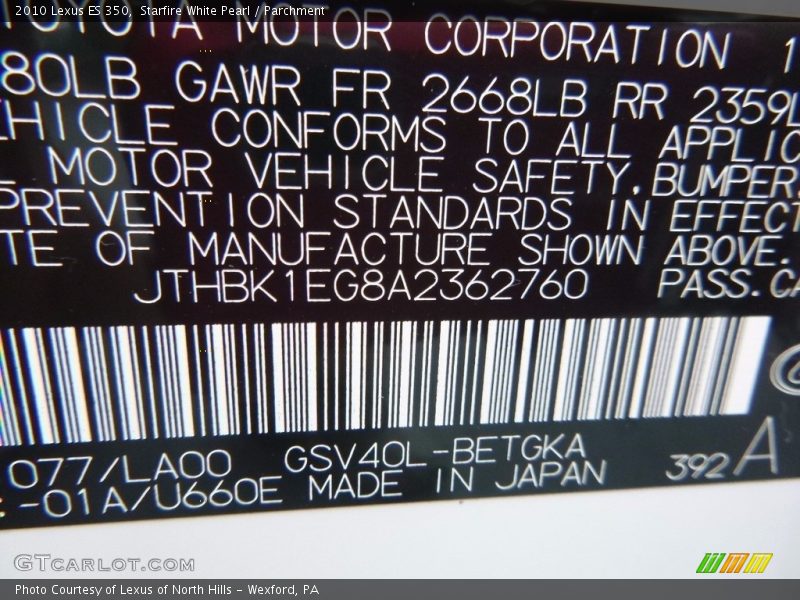 2010 Lexus ES 350, Starfire White Pearl / Parchment
TOYOTA MOTOR CORPORATION 1
80LB GAWR FR 2668LB RR 2359L
EHICLE CONFORMS TO ALL APPLIC
L MOTOR VEHICLE SAFETY, BUMPER,
PREVENTION STANDARDS IN EFFECT
TE OF MANUFACTURE SHOWN ABOVE.
JTHBK1EG8A2362760 PASS.CA
077/LA00 GSV40L-BETGKA
-01A/U660E MADE IN JAPAN 392A
GTCARLOT.COM
Photo Courtesy of Lexus of North Hills - Wexford, PA